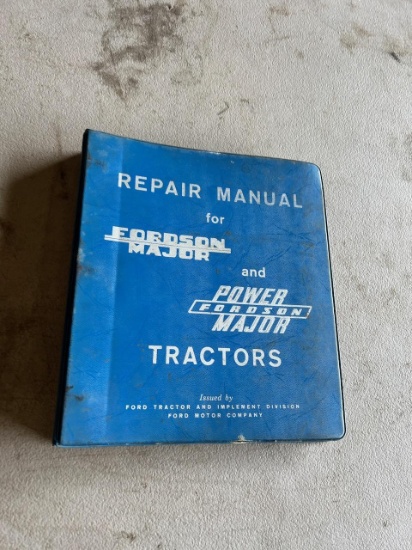 REPAIR MANUAL
for
FORDSON
MAJOR
and
POWER
FORDSON
MAJOR
TRACTORS
Issued by
FORD TRACTOR AND IMPLEMENT DIVISION
FORD MOTOR COMPANY